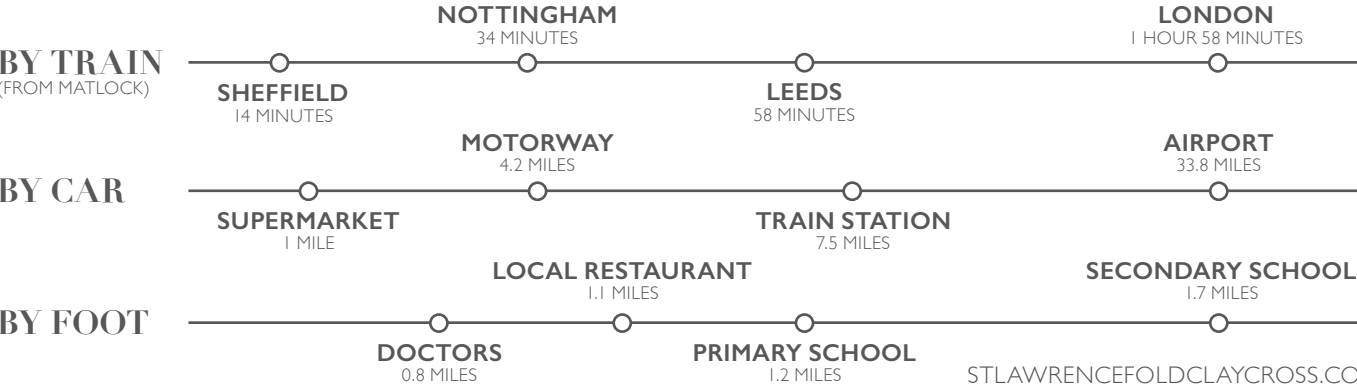 NOTTINGHAM
34 MINUTES
LONDON
1 HOUR 58 MINUTES
BY TRAIN
(FROM MATLOCK)
SHEFFIELD
14 MINUTES
LEEDS
58 MINUTES
MOTORWAY
4.2 MILES
AIRPORT
33.8 MILES
BY CAR
SUPERMARKET
1 MILE
TRAIN STATION
7.5 MILES
LOCAL RESTAURANT
1.1 MILES
SECONDARY SCHOOL
1.7 MILES
BY FOOT
DOCTORS
0.8 MILES
PRIMARY SCHOOL
1.2 MILES
STLAWRENCEFOLDCLAYCROSS.CO